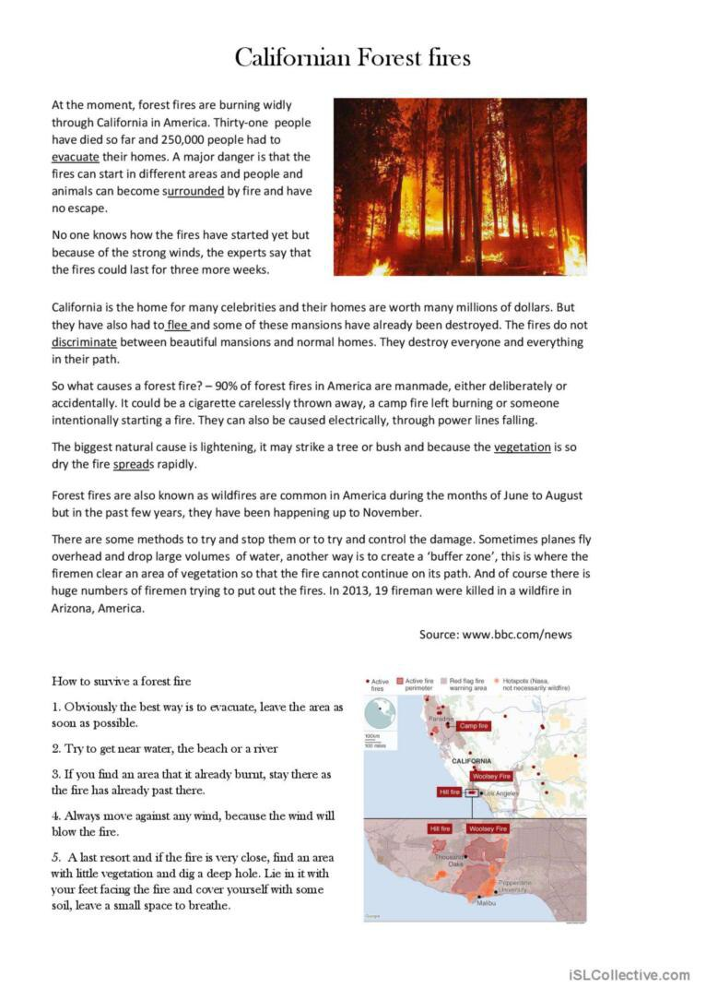 Californian Forest fires
At the moment, forest fires are burning widly
through California in America. Thirty-one people
have died so far and 250,000 people had to
evacuate their homes. A major danger is that the
fires can start in different areas and people and
animals can become surrounded by fire and have
no escape.
No one knows how the fires have started yet but
because of the strong winds, the experts say that
the fires could last for three more weeks.
California is the home for many celebrities and their homes are worth many millions of dollars. But
they have also had to flee and some of these mansions have already been destroyed. The fires do not
discriminate between beautiful mansions and normal homes. They destroy everyone and everything
in their path.
So what causes a forest fire? – 90% of forest fires in America are manmade, either deliberately or
accidentally. It could be a cigarette carelessly thrown away, a camp fire left burning or someone
intentionally starting a fire. They can also be caused electrically, through power lines falling.
The biggest natural cause is lightening, it may strike a tree or bush and because the vegetation is so
dry the fire spreads rapidly.
Forest fires are also known as wildfires are common in America during the months of June to August
but in the past few years, they have been happening up to November.
There are some methods to try and stop them or to try and control the damage. Sometimes planes fly
overhead and drop large volumes of water, another way is to create a ‘buffer zone’, this is where the
firemen clear an area of vegetation so that the fire cannot continue on its path. And of course there is
huge numbers of firemen trying to put out the fires. In 2013, 19 fireman were killed in a wildfire in
Arizona, America.
Source: www.bbc.com/news
How to survive a forest fire
1. Obviously the best way is to evacuate, leave the area as
soon as possible.
2. Try to get near water, the beach or a river
3. If you find an area that it already burnt, stay there as
the fire has already past there.
4. Always move against any wind, because the wind will
blow the fire.
5. A last resort and if the fire is very close, find an area
with little vegetation and dig a deep hole. Lie in it with
your feet facing the fire and cover yourself with some
soil, leave a small space to breathe.
Active fires
Active fire perimeter
Red flag fire warning area
Hotspots (Nasa, not necessarily wildfire)
100km
100 miles
Paradise
Camp fire
CALIFORNIA
Woolsey Fire
Hill fire
Los Angeles
Hill fire
Woolsey Fire
Thousand
Oaks
Pepperdine
University
Malibu
Google
iSLCollective.com